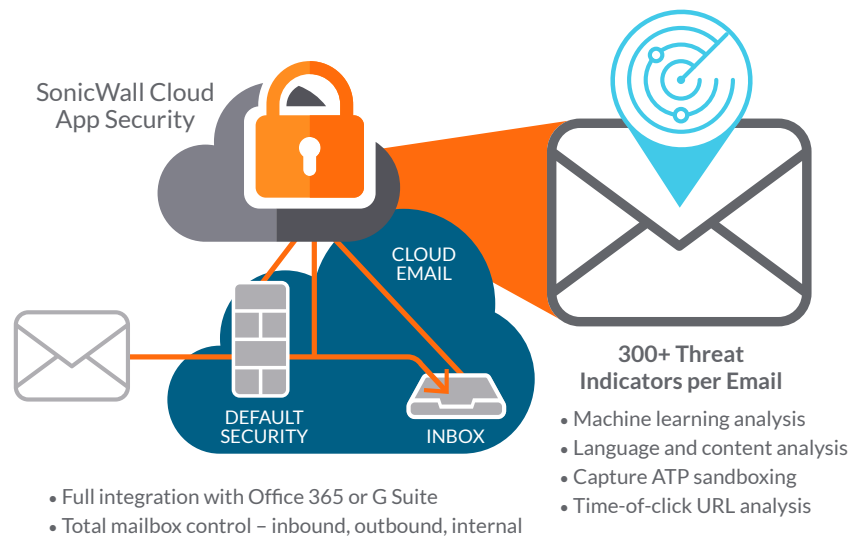 SonicWall Cloud
App Security
CLOUD
EMAIL
DEFAULT
SECURITY
INBOX
• Full integration with Office 365 or G Suite
• Total mailbox control – inbound, outbound, internal
300+ Threat
Indicators per Email
• Machine learning analysis
• Language and content analysis
• Capture ATP sandboxing
• Time-of-click URL analysis